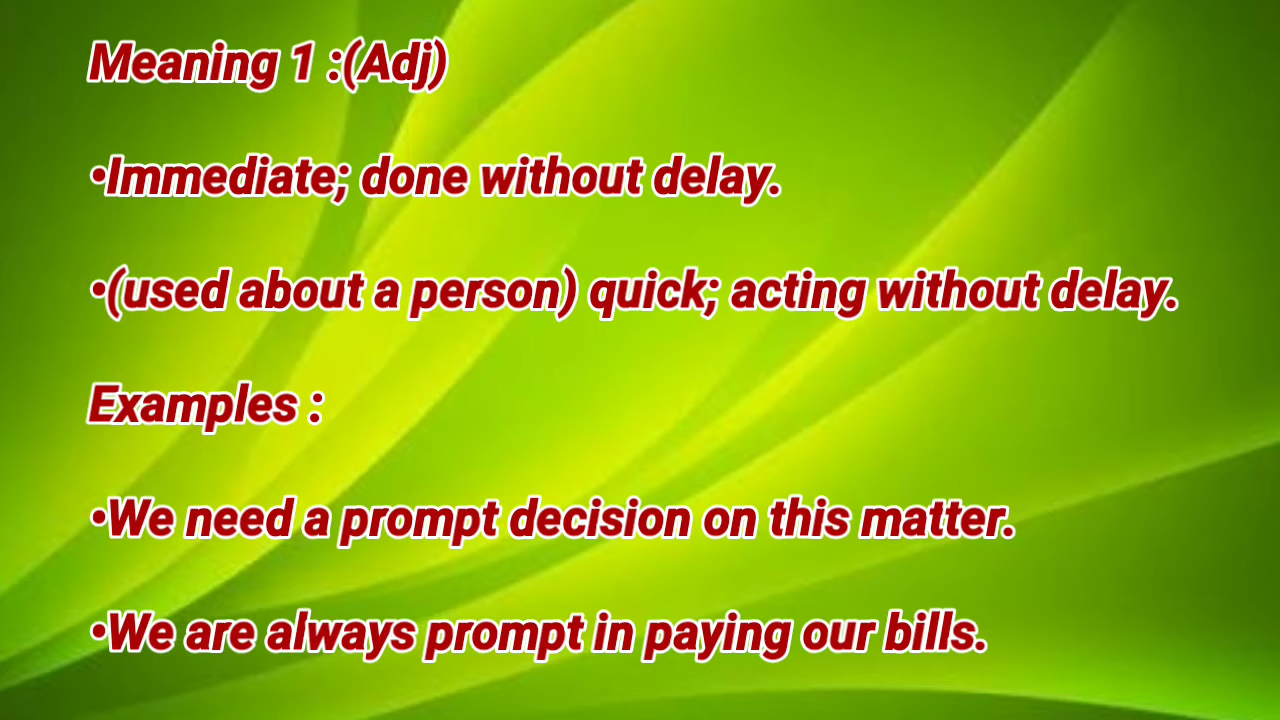 Meaning 1 :(Adj)
•Immediate; done without delay.
•(used about a person) quick; acting without delay.
Examples :
•We need a prompt decision on this matter.
•We are always prompt in paying our bills.